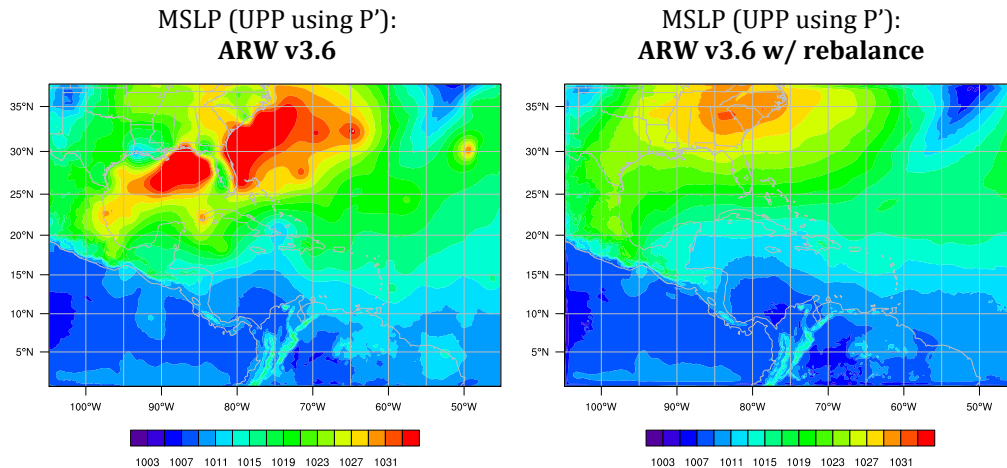 MSLP (UPP using P’):
ARW v3.6
35°N
30°N
25°N
20°N
15°N
10°N
5°N
100°W 90°W 80°W 70°W 60°W 50°W
1003 1007 1011 1015 1019 1023 1027 1031
MSLP (UPP using P’):
ARW v3.6 w/ rebalance
35°N
30°N
25°N
20°N
15°N
10°N
5°N
100°W 90°W 80°W 70°W 60°W 50°W
1003 1007 1011 1015 1019 1023 1027 1031